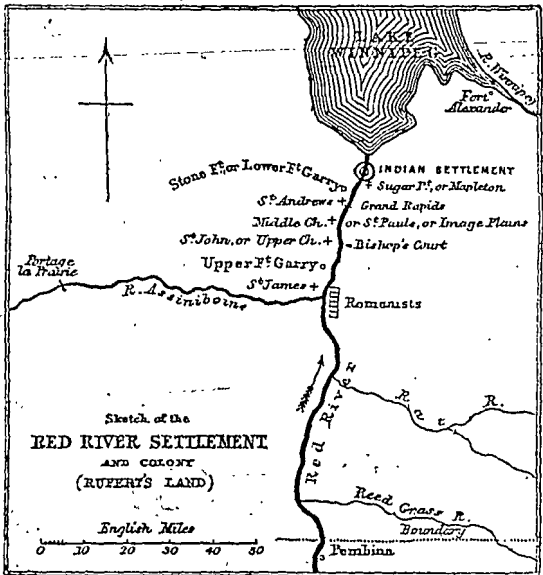 LAKE
WINNIPEG
R. Winnipeg
Fort
Alexander
INDIAN SETTLEMENT
Stone Ft. or Lower Ft. Garry
Sugar Pt. or Mapleton
St. Andrews
Grand Rapids
Middle Ch. or St. Pauls, or Image Plains
St. John, or Upper Ch.
Bishop's Court
Upper Ft. Garry
St. James
Portage
la Prairie
R. Assiniboine
Romanists
Red River
Rat R.
Sketch of the
RED RIVER SETTLEMENT
AND COLONY
(RUPERT'S LAND)
Reed Grass R.
Boundary
English Miles
0 10 20 30 40 50
Pembina